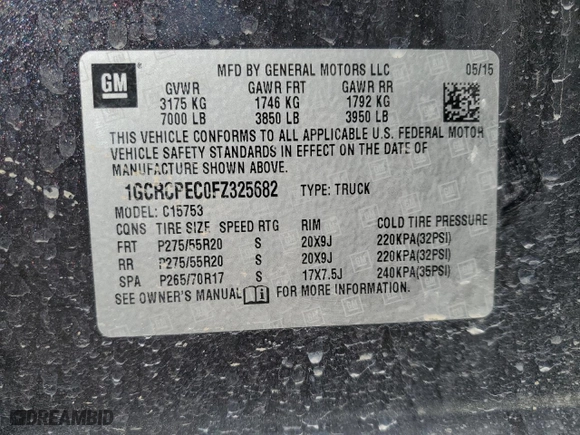 GM
MFD BY GENERAL MOTORS LLC 05/15
GVWR GAWR FRT GAWR RR
3175 KG 1746 KG 1792 KG
7000 LB 3850 LB 3950 LB
THIS VEHICLE CONFORMS TO ALL APPLICABLE U.S. FEDERAL MOTOR
VEHICLE SAFETY STANDARDS IN EFFECT ON THE DATE OF
MANUFACTURE SHOWN ABOVE.
1GCRCPEC0FZ325682 TYPE: TRUCK
MODEL: C15753
CQNS TIRE SIZE SPEED RTG RIM COLD TIRE PRESSURE
FRT P275/55R20 S 20X9J 220KPA(32PSI)
RR P275/55R20 S 20X9J 220KPA(32PSI)
SPA P265/70R17 S 17X7.5J 240KPA(35PSI)
SEE OWNER'S MANUAL FOR MORE INFORMATION.
DREAMBID